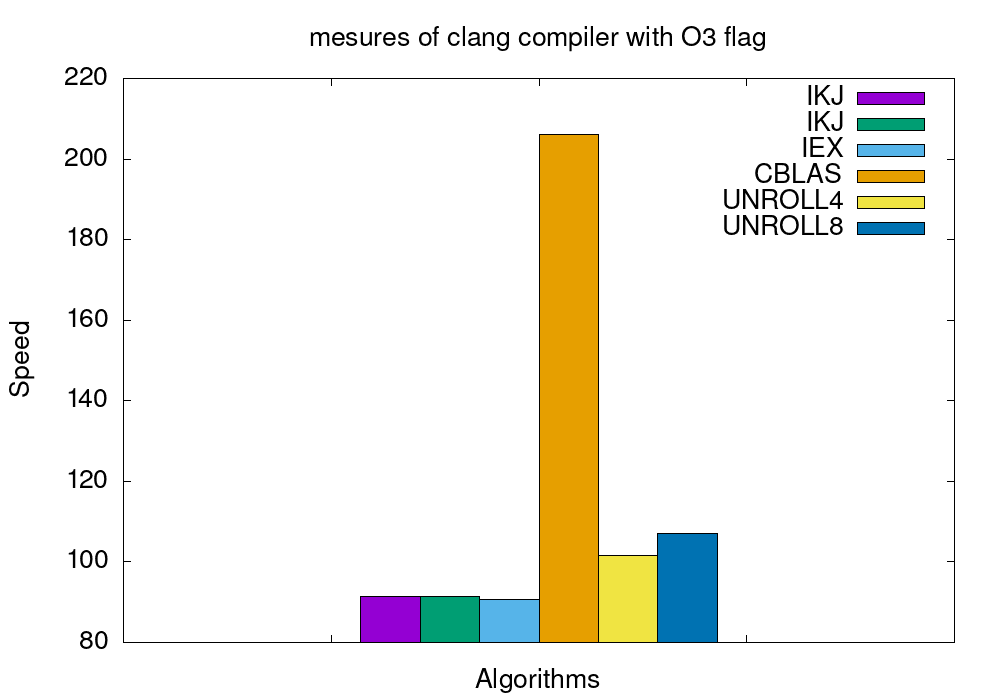 mesures of clang compiler with O3 flag
220
200
180
160
140
120
100
80
Speed
Algorithms
IKJ
IKJ
IEX
CBLAS
UNROLL4
UNROLL8